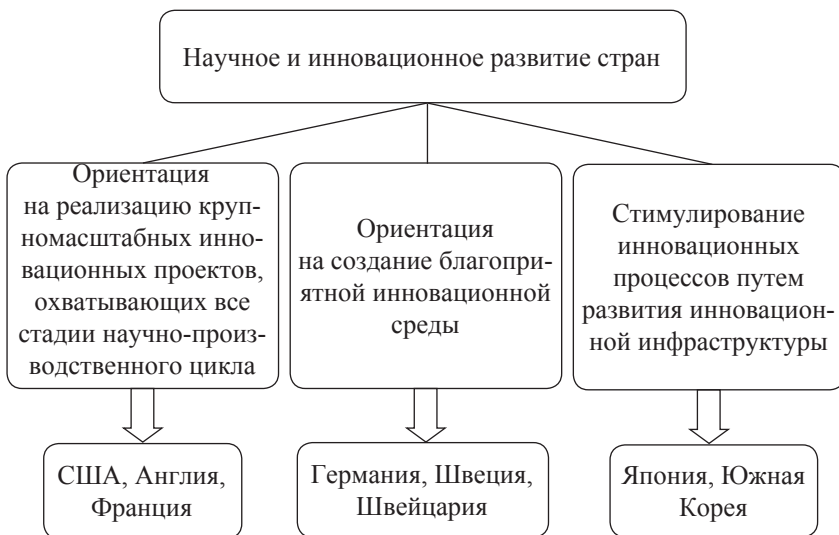 Научное и инновационное развитие стран
Ориентация
на реализацию круп-
номасштабных инно-
вационных проектов,
охватывающих все
стадии научно-произ-
водственного цикла
Ориентация
на создание благопри-
ятной инновационной
среды
Стимулирование
инновационных
процессов путем
развития инновацион-
ной инфраструктуры
США, Англия,
Франция
Германия, Швеция,
Швейцария
Япония, Южная
Корея